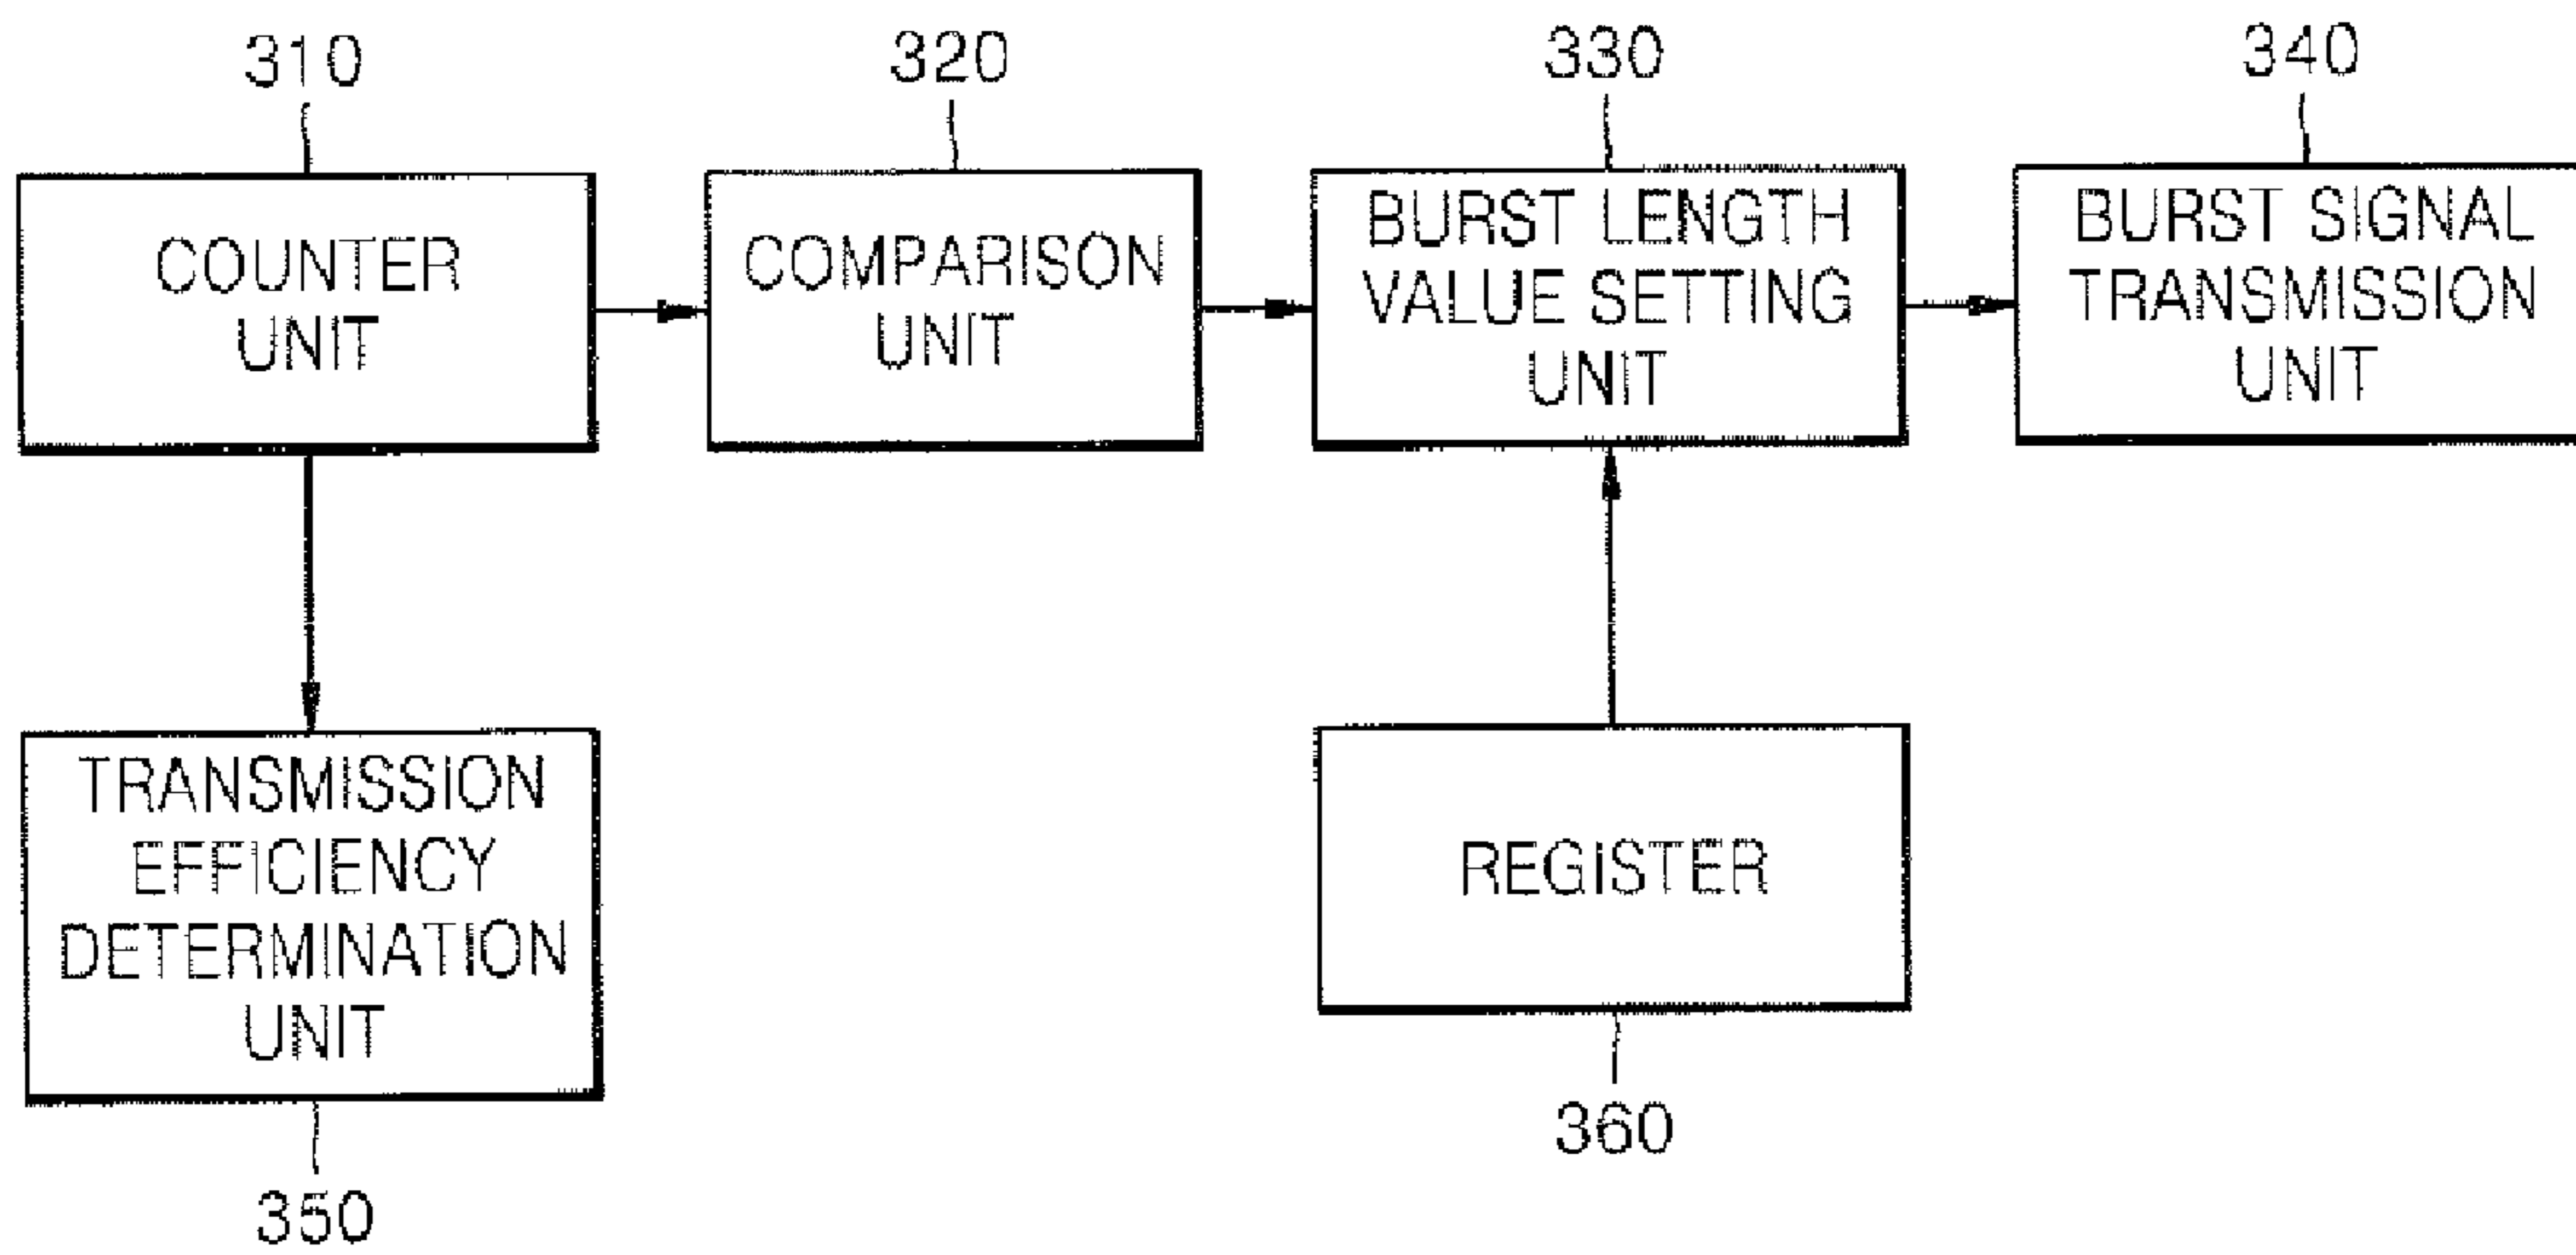 310
320
330
340
COUNTER
UNIT
COMPARISON
UNIT
BURST LENGTH
VALUE SETTING
UNIT
BURST SIGNAL
TRANSMISSION
UNIT
TRANSMISSION
EFFICIENCY
DETERMINATION
UNIT
REGISTER
350
360